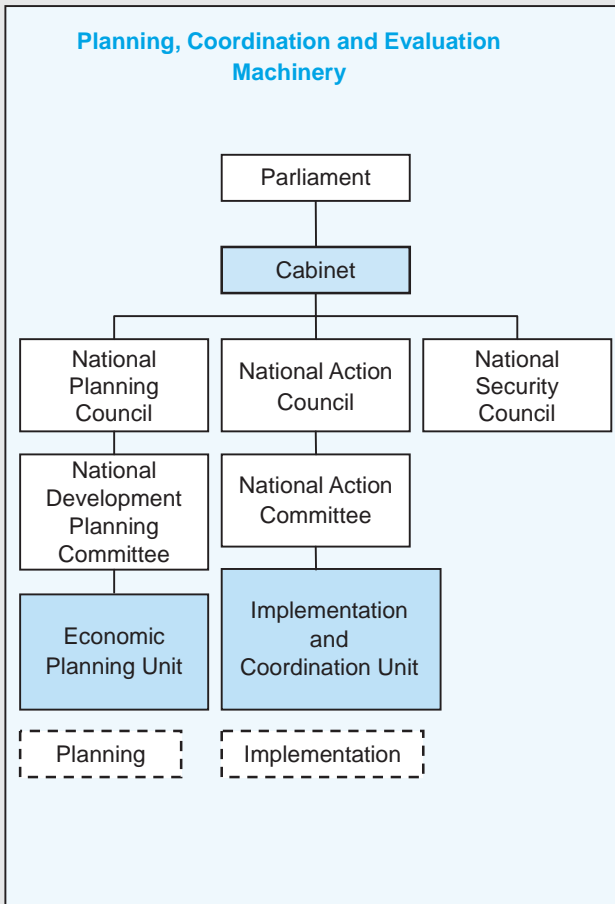 Planning, Coordination and Evaluation
Machinery
Parliament
Cabinet
National
Planning
Council
National Action
Council
National
Security
Council
National
Development
Planning
Committee
National Action
Committee
Economic
Planning Unit
Implementation
and
Coordination Unit
Planning
Implementation